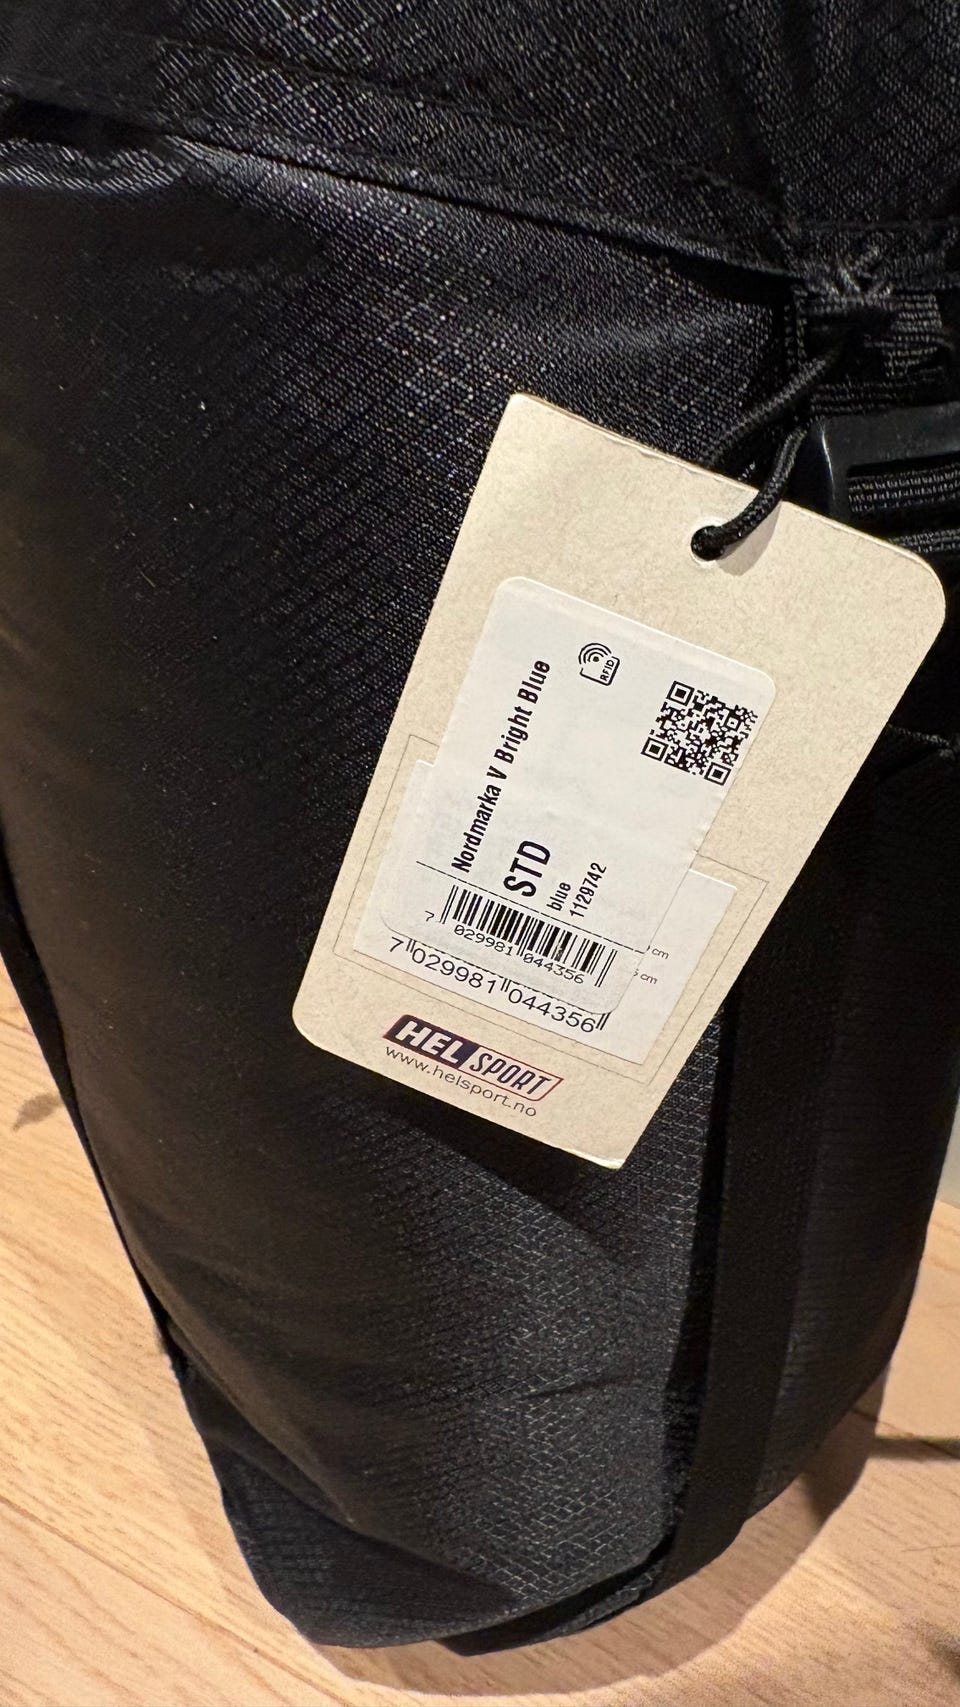 RFID
Nordmarka V Bright Blue
STD
blue
1129742
7 029981 044356
cm
cm
7 029981 044356
HEL SPORT
www.helsport.no